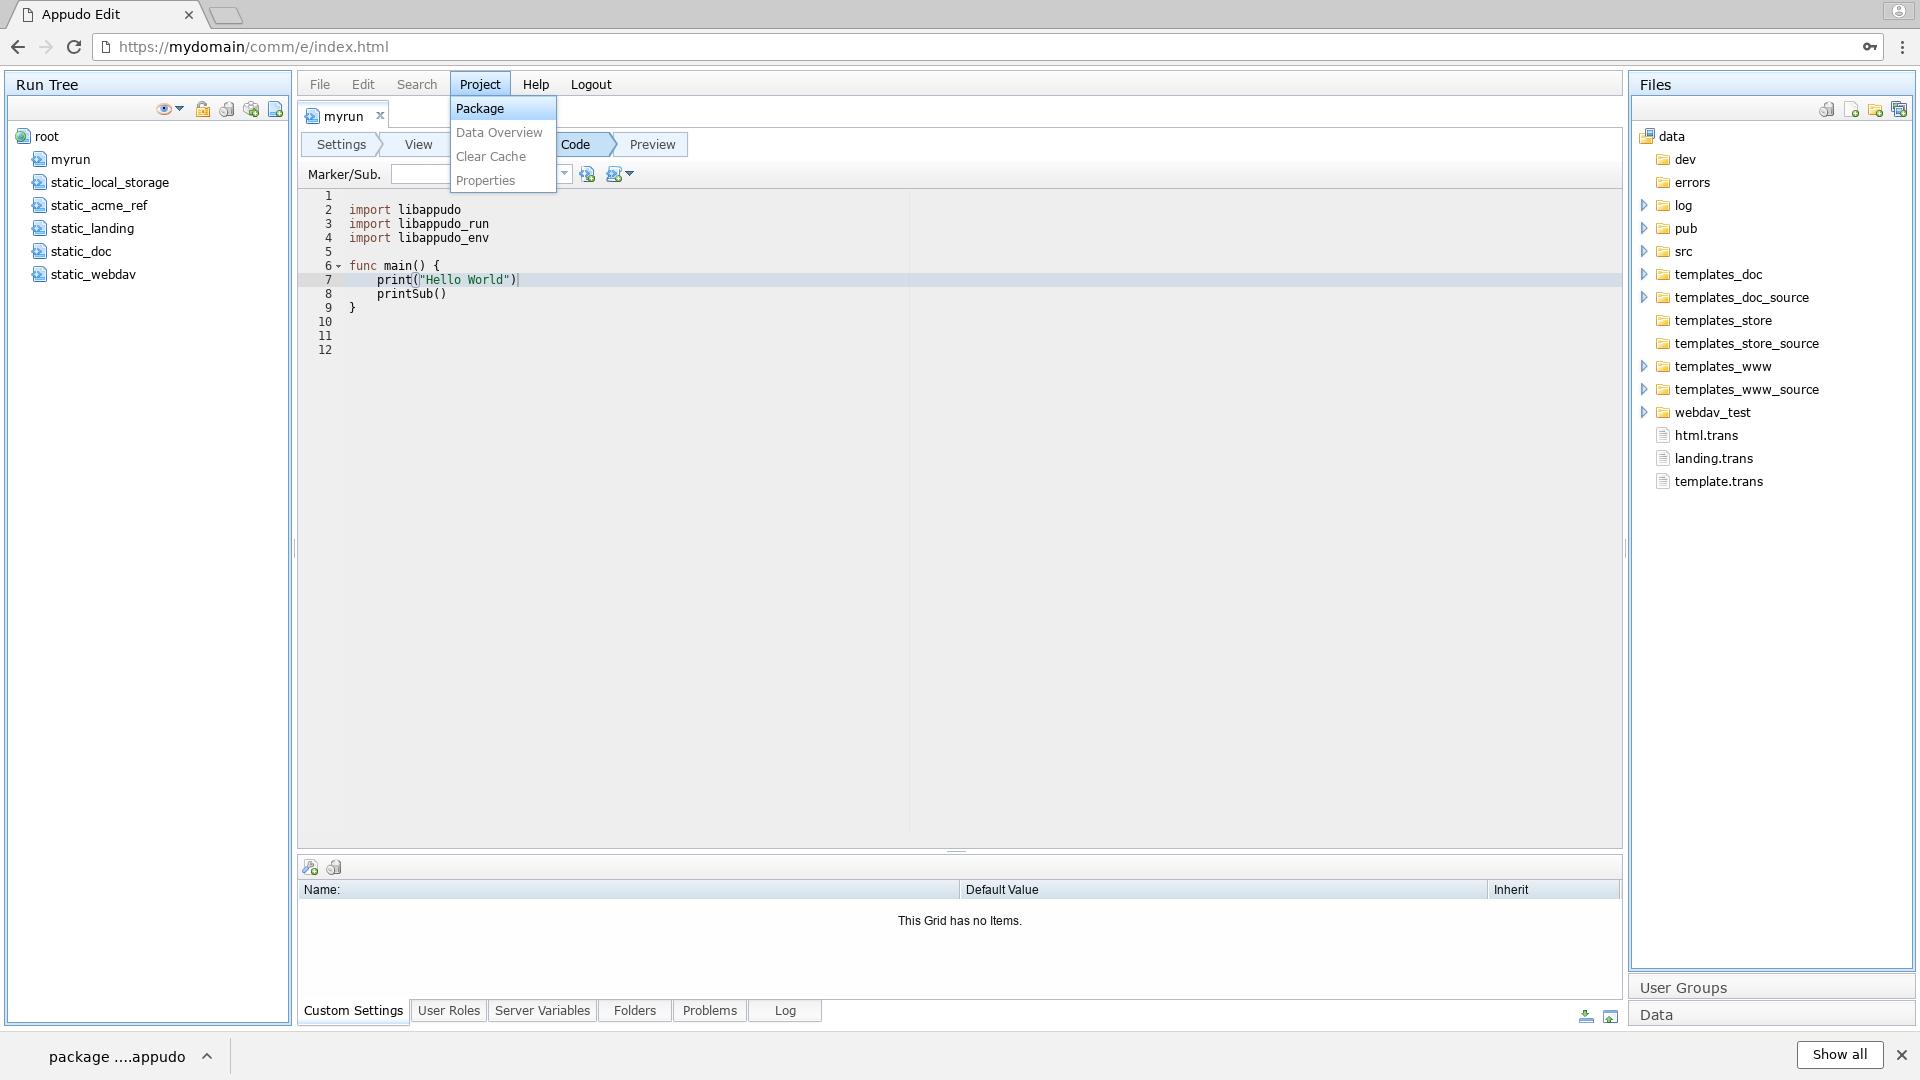 Appudo Edit
https://mydomain/comm/e/index.html
Run Tree
root
myrun
static_local_storage
static_acme_ref
static_landing
static_doc
static_webdav
File Edit Search Project Help Logout
Package
Data Overview
Clear Cache
Properties
myrun
Settings View Code Preview
Marker/Sub.
1
2 import libappudo
3 import libappudo_run
4 import libappudo_env
5
6 func main() {
7 print("Hello World")
8 printSub()
9 }
10
11
12
Name: Default Value Inherit
This Grid has no Items.
Custom Settings User Roles Server Variables Folders Problems Log
Files
data
dev
errors
log
pub
src
templates_doc
templates_doc_source
templates_store
templates_store_source
templates_www
templates_www_source
webdav_test
html.trans
landing.trans
template.trans
User Groups
Data
package ....appudo
Show all